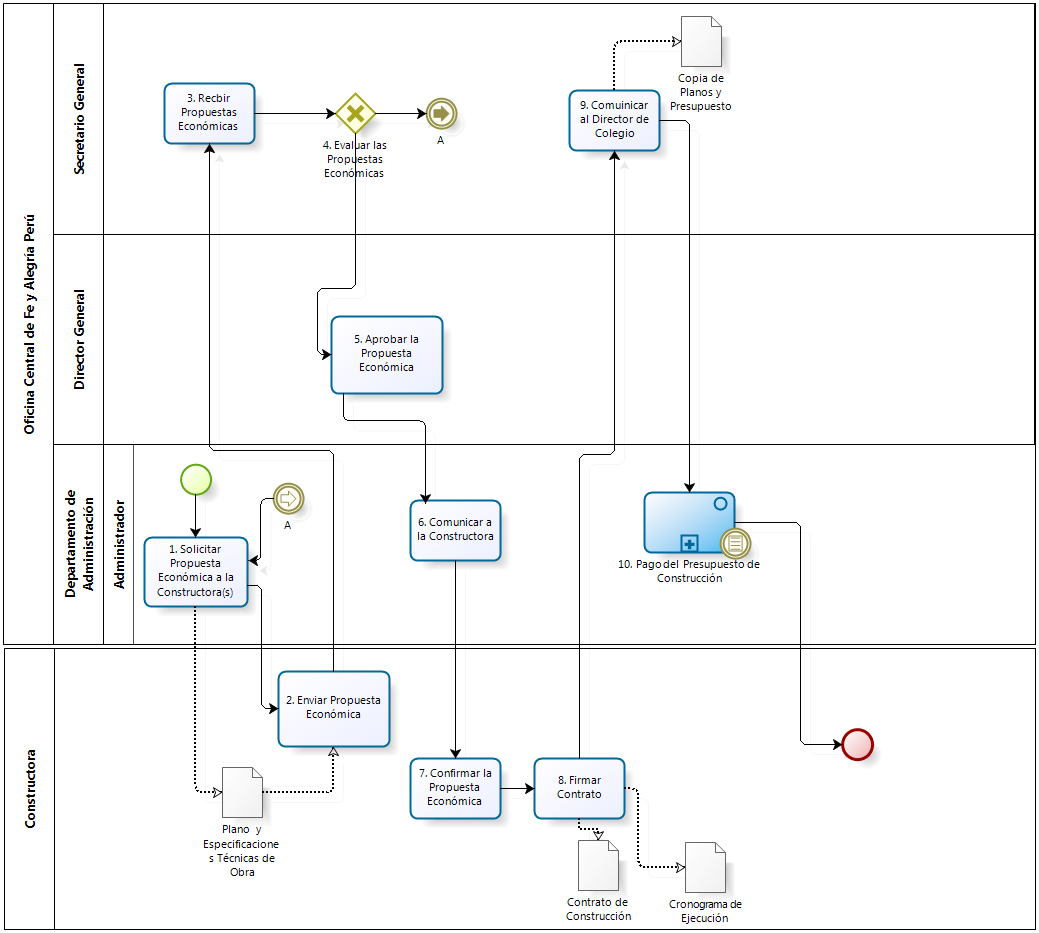 Oficina Central de Fe y Alegría Perú
Secretario General
3. Recbir
Propuestas
Económicas
4. Evaluar las
Propuestas
Económicas
A
9. Comuinicar
al Director de
Colegio
Copia de
Planos y
Presupuesto
Director General
5. Aprobar la
Propuesta
Económica
Departamento de
Administración
Administrador
1. Solicitar
Propuesta
Económica a la
Constructora(s)
A
6. Comunicar a
la Constructora
10. Pago del Presupuesto de
Construcción
Constructora
2. Enviar Propuesta
Económica
Plano y
Especificacione
s Técnicas de
Obra
7. Confirmar la
Propuesta
Económica
8. Firmar
Contrato
Contrato de
Construcción
Cronograma de
Ejecución